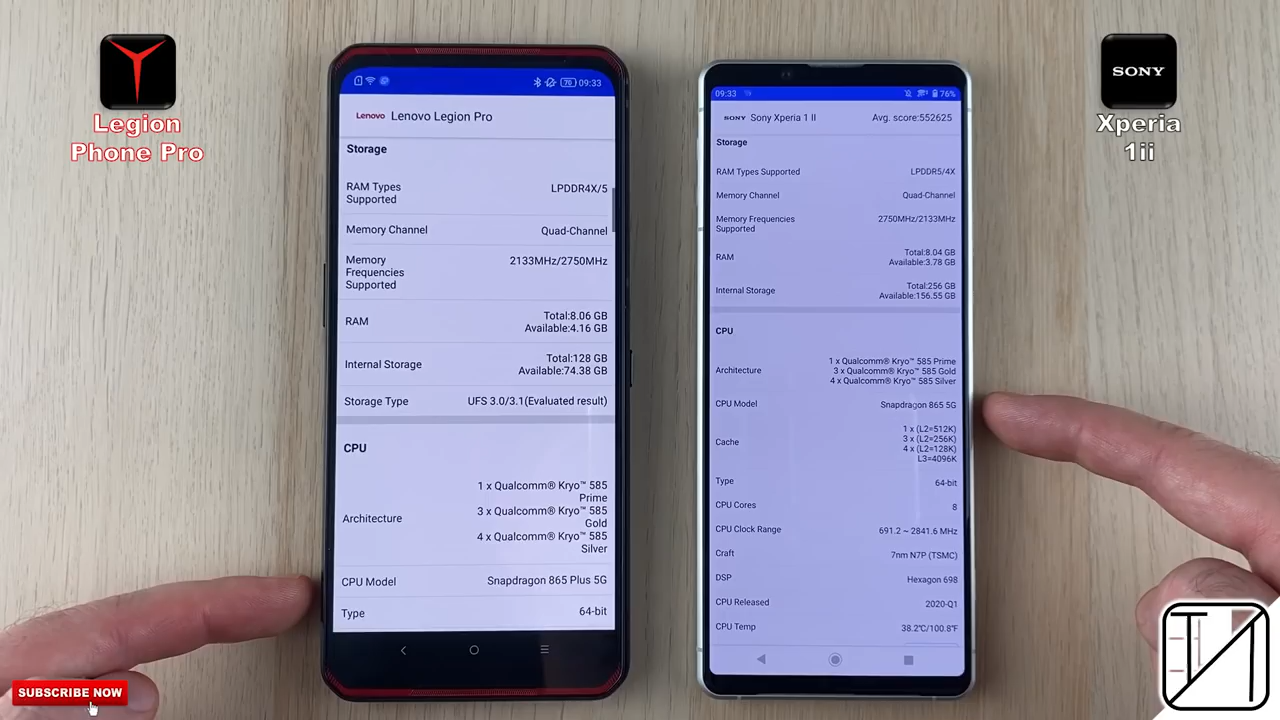 Legion
Phone Pro
SONY
Xperia
1ii
70 09:33
Lenovo Lenovo Legion Pro
Storage
RAM Types
Supported
LPDDR4X/5
Memory Channel Quad-Channel
Memory
Frequencies
Supported
2133MHz/2750MHz
RAM
Total:8.06 GB
Available:4.16 GB
Internal Storage
Total:128 GB
Available:74.38 GB
Storage Type UFS 3.0/3.1(Evaluated result)
CPU
Architecture
1 x Qualcomm® Kryo™ 585
Prime
3 x Qualcomm® Kryo™ 585
Gold
4 x Qualcomm® Kryo™ 585
Silver
CPU Model Snapdragon 865 Plus 5G
Type 64-bit
09:33 76%
SONY Sony Xperia 1 II Avg. score:552625
Storage
RAM Types Supported LPDDR5/4X
Memory Channel Quad-Channel
Memory Frequencies
Supported
2750MHz/2133MHz
RAM
Total:8.04 GB
Available:3.78 GB
Internal Storage
Total:256 GB
Available:156.55 GB
CPU
Architecture
1 x Qualcomm® Kryo™ 585 Prime
3 x Qualcomm® Kryo™ 585 Gold
4 x Qualcomm® Kryo™ 585 Silver
CPU Model Snapdragon 865 5G
Cache
1 x (L2=512K)
3 x (L2=256K)
4 x (L2=128K)
L3=4096K
Type 64-bit
CPU Cores 8
CPU Clock Range 691.2 ~ 2841.6 MHz
Craft 7nm N7P (TSMC)
DSP Hexagon 698
CPU Released 2020-Q1
CPU Temp 38.2℃/100.8℉
SUBSCRIBE NOW